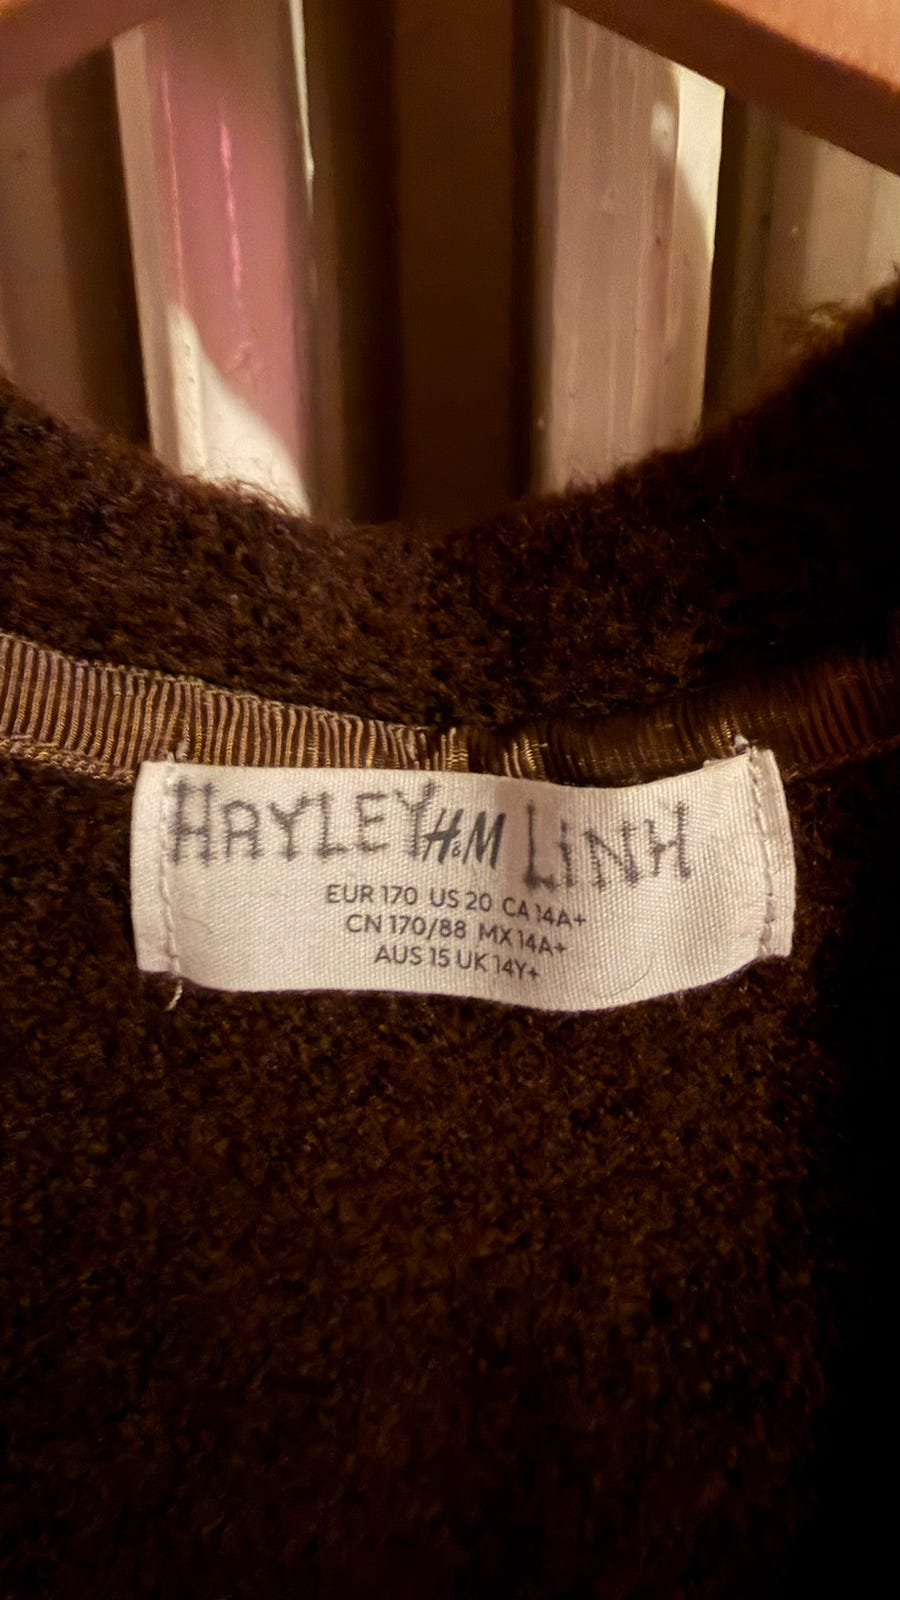 HAYLEY H&M LiNH
EUR 170 US 20 CA 14A+
CN 170/88 MX 14A+
AUS 15 UK 14Y+